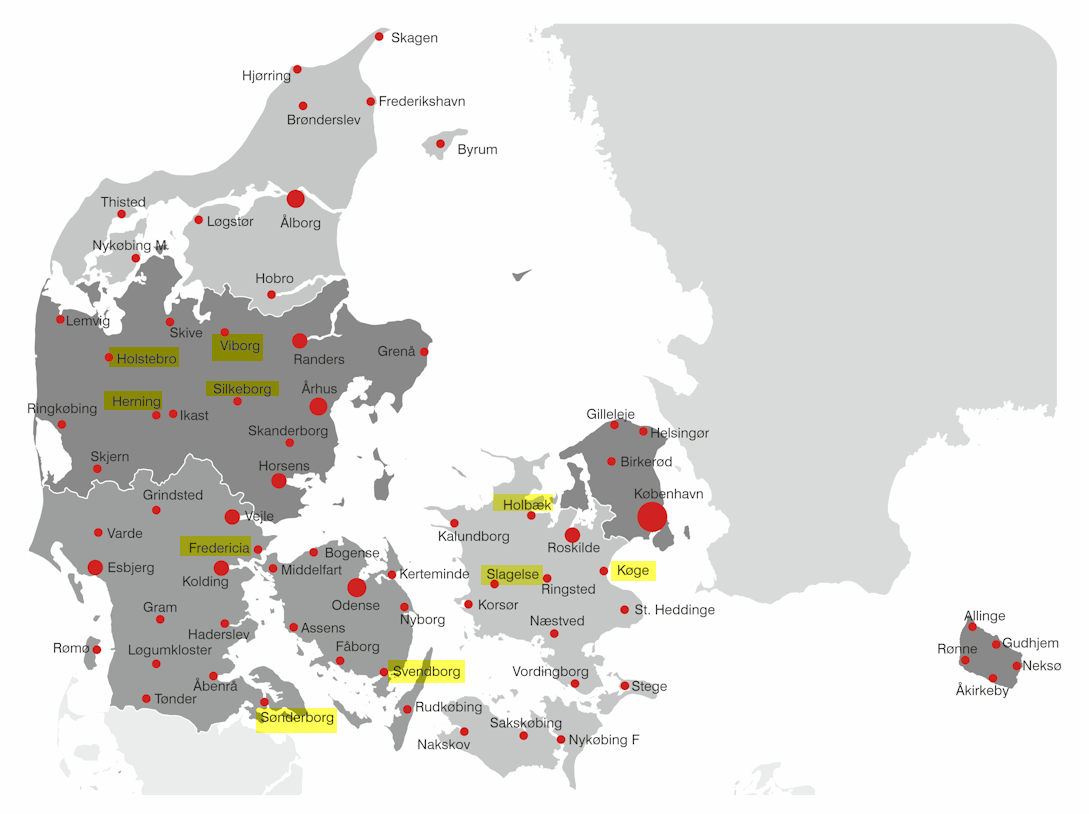 Skagen
Hjørring
Frederikshavn
Brønderslev
Byrum
Thisted
Løgstør
Ålborg
Nykøbing M
Hobro
Lemvig
Skive
Viborg
Randers
Grenå
Holstebro
Silkeborg
Århus
Herning
Ringkøbing
Ikast
Gilleleje
Skanderborg
Helsingør
Skjern
Birkerød
Horsens
Grindsted
København
Holbæk
Vejle
Varde
Kalundborg
Fredericia
Bogense
Roskilde
Esbjerg
Kolding
Middelfart
Kerteminde
Slagelse
Køge
Ringsted
Odense
Gram
Korsør
St. Heddinge
Allinge
Haderslev
Assens
Nyborg
Næstved
Gudhjem
Rømø
Løgumkloster
Fåborg
Rønne
Neksø
Svendborg
Vordingborg
Åbenrå
Stege
Åkirkeby
Tønder
Rudkøbing
Sønderborg
Sakskøbing
Nakskov
Nykøbing F